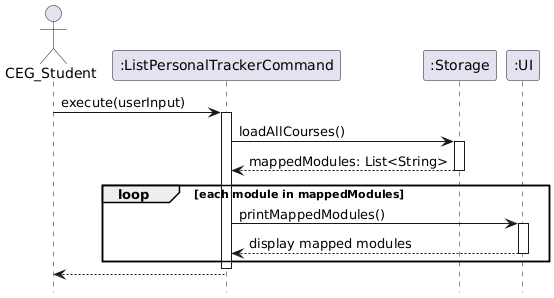 CEG_Student
:ListPersonalTrackerCommand
:Storage
:UI
execute(userInput)
loadAllCourses()
mappedModules: List<String>
loop
[each module in mappedModules]
printMappedModules()
display mapped modules